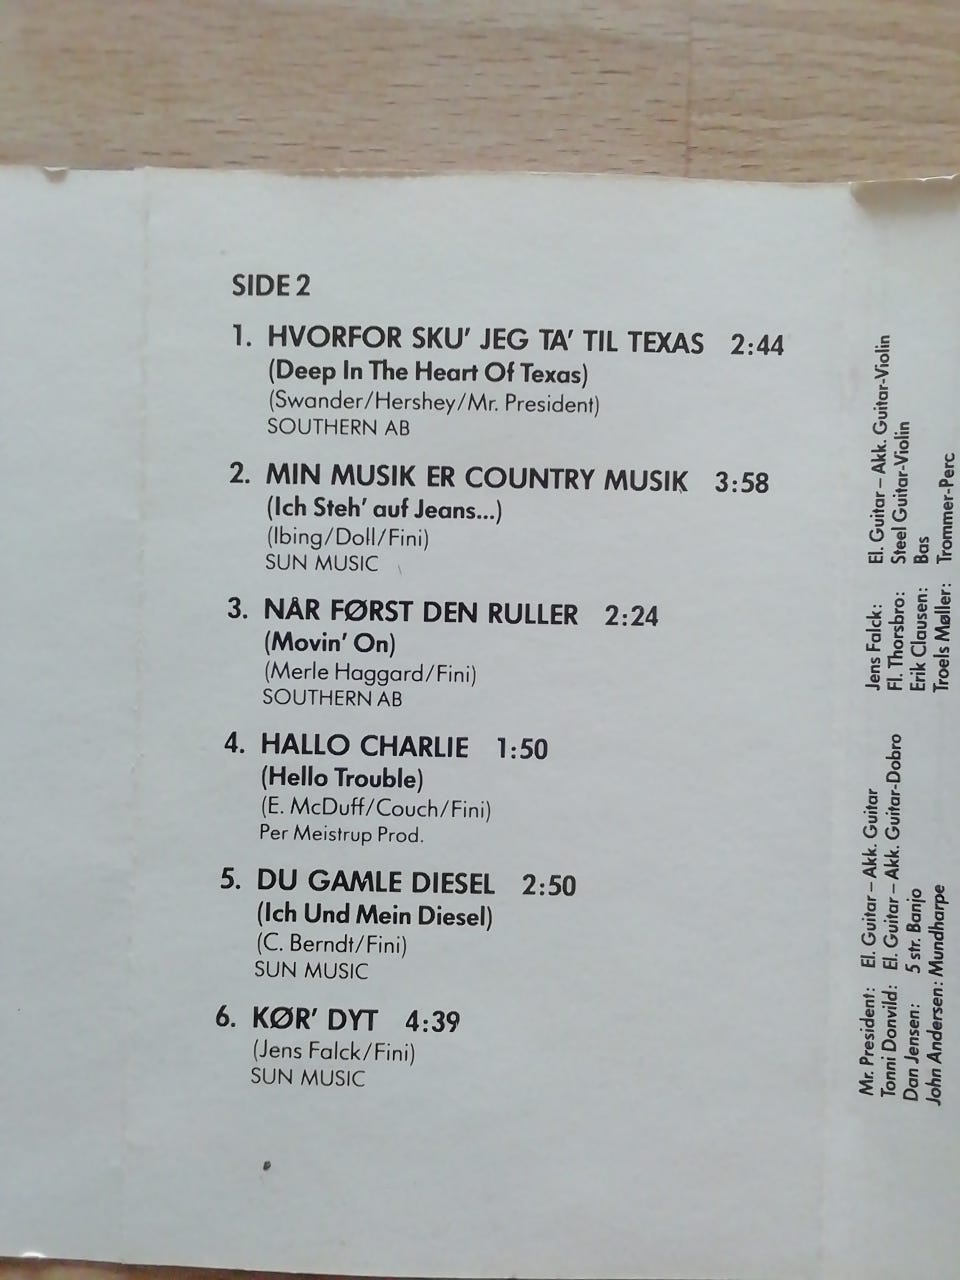 SIDE 2
1. HVORFOR SKU' JEG TA' TIL TEXAS 2:44
(Deep In The Heart Of Texas)
(Swander/Hershey/Mr. President)
SOUTHERN AB
2. MIN MUSIK ER COUNTRY MUSIK 3:58
(Ich Steh' auf Jeans...)
(Ibing/Doll/Fini)
SUN MUSIC
3. NÅR FØRST DEN RULLER 2:24
(Movin' On)
(Merle Haggard/Fini)
SOUTHERN AB
4. HALLO CHARLIE 1:50
(Hello Trouble)
(E. McDuff/Couch/Fini)
Per Meistrup Prod.
5. DU GAMLE DIESEL 2:50
(Ich Und Mein Diesel)
(C. Berndt/Fini)
SUN MUSIC
6. KØR' DYT 4:39
(Jens Falck/Fini)
SUN MUSIC
Mr. President: El. Guitar – Akk. Guitar
Tonni Donvild: El. Guitar – Akk. Guitar-Dobro
Dan Jensen: 5 str. Banjo
John Andersen: Mundharpe
Jens Falck: El. Guitar – Akk. Guitar-Violin
Fl. Thorsbro: Steel Guitar-Violin
Erik Clausen: Bas
Troels Møller: Trommer-Perc